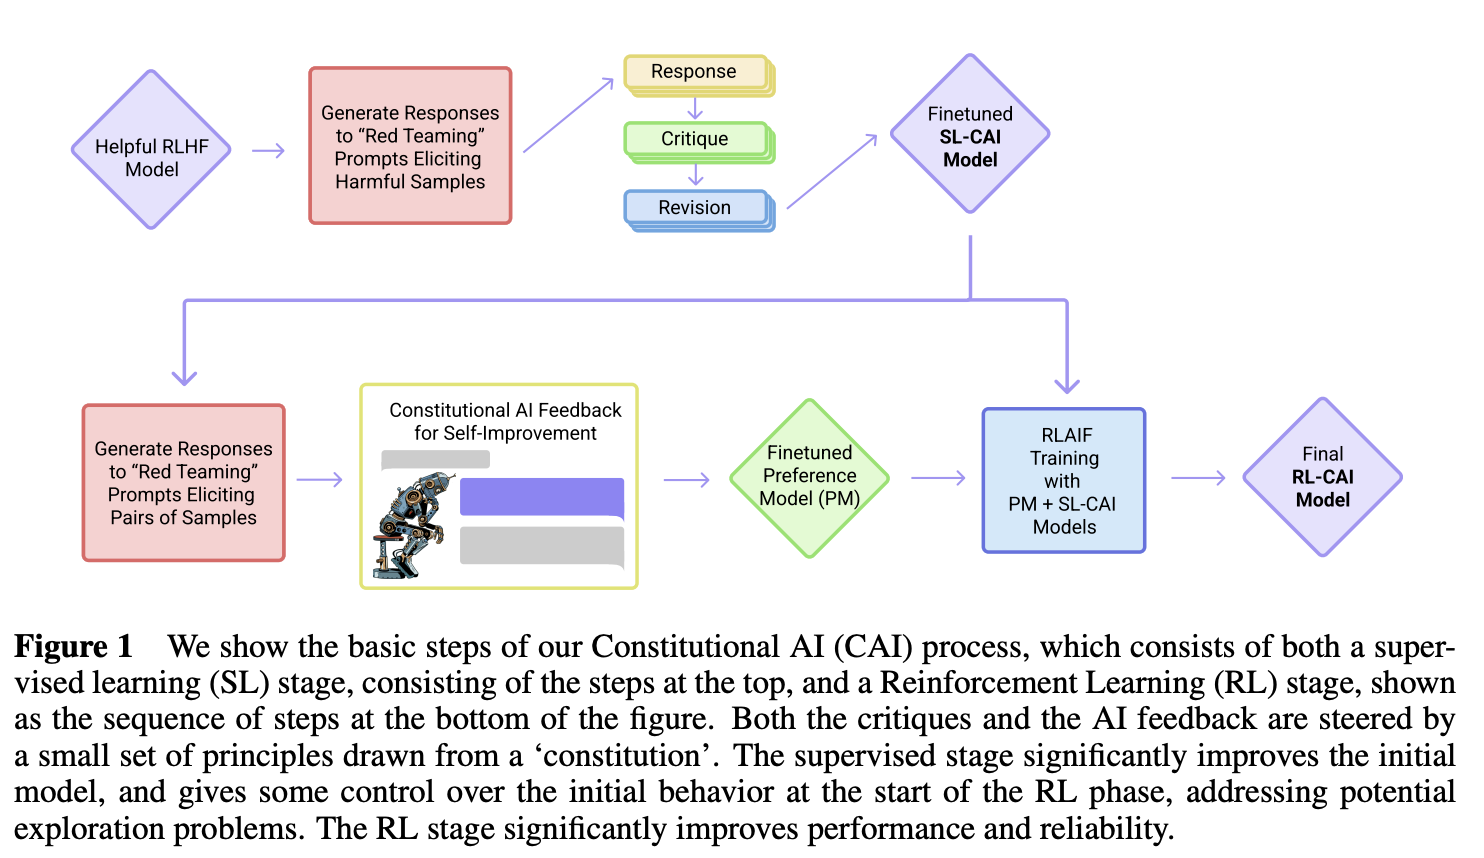 Helpful RLHF
Model
Generate Responses
to “Red Teaming”
Prompts Eliciting
Harmful Samples
Response
Critique
Revision
Finetuned
SL-CAI
Model
Generate Responses
to “Red Teaming”
Prompts Eliciting
Pairs of Samples
Constitutional AI Feedback
for Self-Improvement
Finetuned
Preference
Model (PM)
RLAIF
Training
with
PM + SL-CAI
Models
Final
RL-CAI
Model
Figure 1 We show the basic steps of our Constitutional AI (CAI) process, which consists of both a super-
vised learning (SL) stage, consisting of the steps at the top, and a Reinforcement Learning (RL) stage, shown
as the sequence of steps at the bottom of the figure. Both the critiques and the AI feedback are steered by
a small set of principles drawn from a ‘constitution’. The supervised stage significantly improves the initial
model, and gives some control over the initial behavior at the start of the RL phase, addressing potential
exploration problems. The RL stage significantly improves performance and reliability.